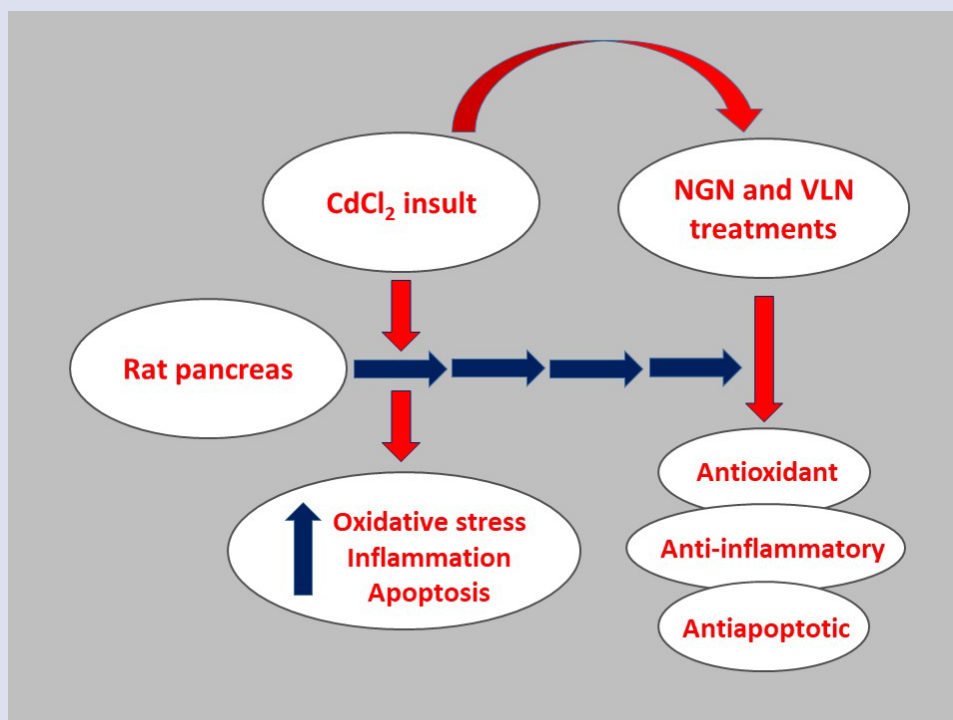 CdCl₂ insult
NGN and VLN
treatments
Rat pancreas
Oxidative stress
Inflammation
Apoptosis
Antioxidant
Anti-inflammatory
Antiapoptotic